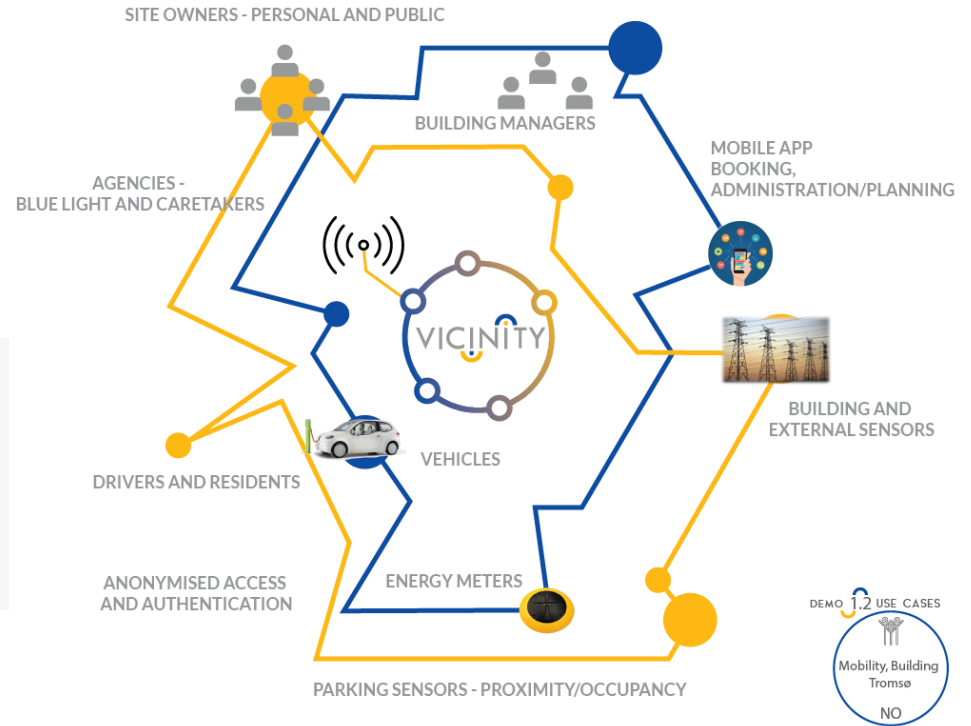 SITE OWNERS - PERSONAL AND PUBLIC
BUILDING MANAGERS
MOBILE APP
BOOKING,
ADMINISTRATION/PLANNING
AGENCIES -
BLUE LIGHT AND CARETAKERS
VICINITY
BUILDING AND
EXTERNAL SENSORS
VEHICLES
DRIVERS AND RESIDENTS
ENERGY METERS
ANONYMISED ACCESS
AND AUTHENTICATION
PARKING SENSORS - PROXIMITY/OCCUPANCY
DEMO 1.2 USE CASES
Mobility, Building
Tromsø
NO